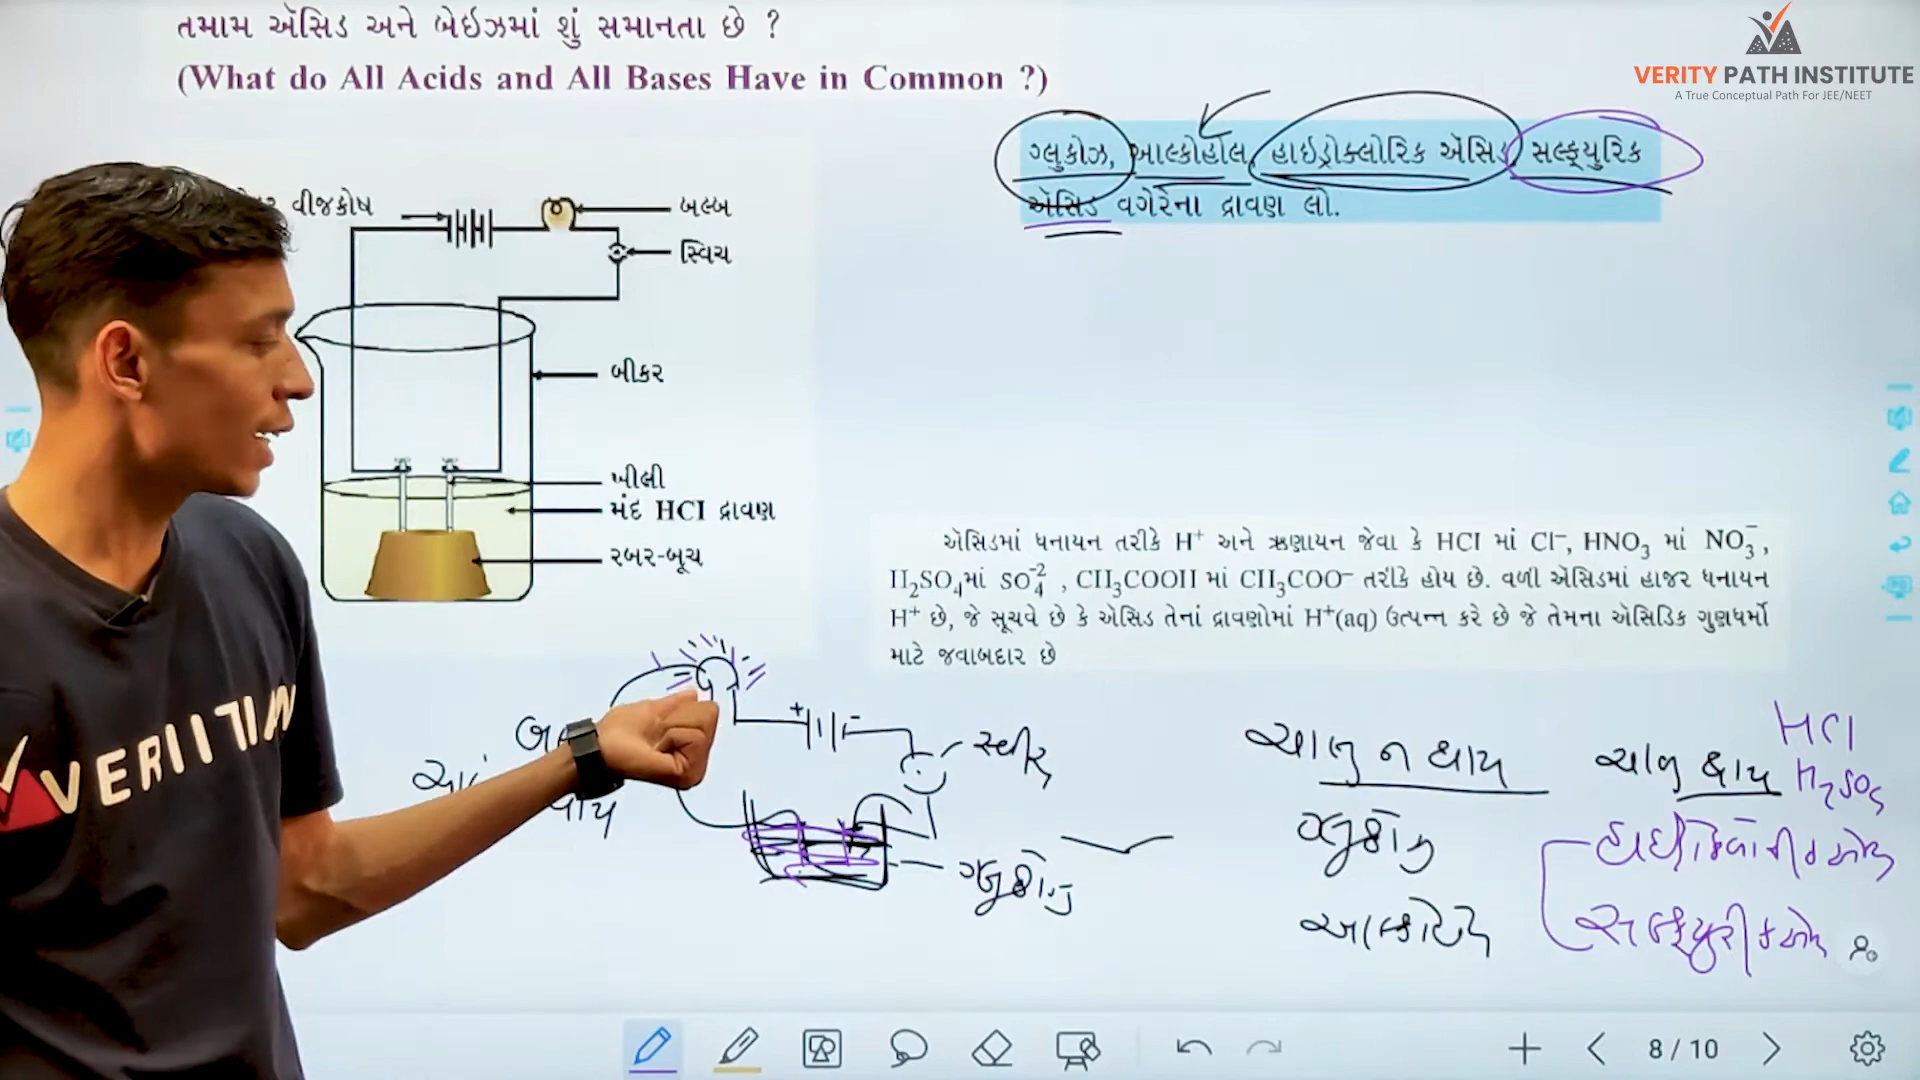 તમામ ઍસિડ અને બેઇઝમાં શું સમાનતા છે ?
(What do All Acids and All Bases Have in Common ?)
VERITY PATH INSTITUTE
A True Conceptual Path For JEE/NEET
ગ્લુકોઝ, આલ્કોહોલ, હાઇડ્રોક્લોરિક ઍસિડ, સલ્ફ્યુરિક
ઍસિડ વગેરેના દ્રાવણ લો.
વીજકોષ
બલ્બ
સ્વિચ
બીકર
ખીલી
મંદ HCl દ્રાવણ
રબર-બૂચ
ઍસિડમાં ધનાયન તરીકે H⁺ અને ઋણાયન જેવા કે HCl માં Cl⁻, HNO₃ માં NO₃⁻,
H₂SO₄માં SO₄⁻², CH₃COOH માં CH₃COO⁻ તરીકે હોય છે. વળી ઍસિડમાં હાજર ધનાયન
H⁺ છે, જે સૂચવે છે કે ઍસિડ તેનાં દ્રાવણોમાં H⁺(aq) ઉત્પન્ન કરે છે જે તેમના ઍસિડિક ગુણધર્મો
માટે જવાબદાર છે
+ −
ચાલુ ન થાય
ચાલુ થાય
HCl
ગ્લુકોઝ
VERITY
8 / 10